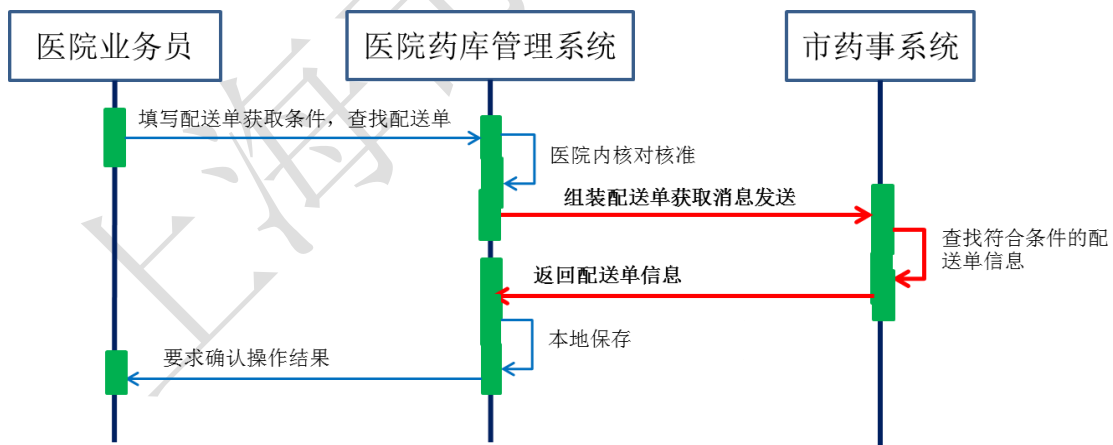 医院业务员
医院药库管理系统
市药事系统
填写配送单获取条件，查找配送单
医院内核对核准
组装配送单获取消息发送
查找符合条件的配
送单信息
返回配送单信息
本地保存
要求确认操作结果
上海市